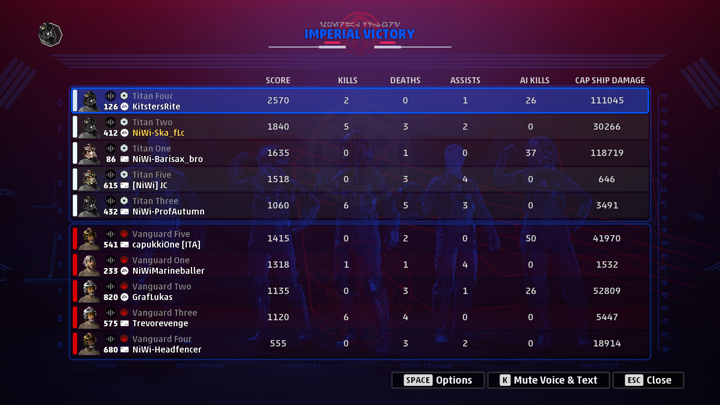 IMPERIAL VICTORY
SCORE KILLS DEATHS ASSISTS AI KILLS CAP SHIP DAMAGE
Titan Four
126 KitstersRite 2570 2 0 1 26 111045
Titan Two
412 NiWi-Ska_flc 1840 5 3 2 0 30266
Titan One
86 NiWi-Barisax_bro 1635 0 1 0 37 118719
Titan Five
615 [NiWi] JC 1518 0 3 4 0 646
Titan Three
432 NiWi-ProfAutumn 1060 6 5 3 0 3491
Vanguard Five
541 capukkiOne [ITA] 1415 0 2 0 50 41970
Vanguard One
233 NiWiMarineballer 1318 1 1 4 0 1532
Vanguard Two
820 GrafLukas 1135 0 3 1 26 52809
Vanguard Three
575 Trevorevenge 1120 6 4 0 0 5447
Vanguard Four
680 NiWi-Headfencer 555 0 3 2 0 18914
SPACE Options K Mute Voice & Text ESC Close